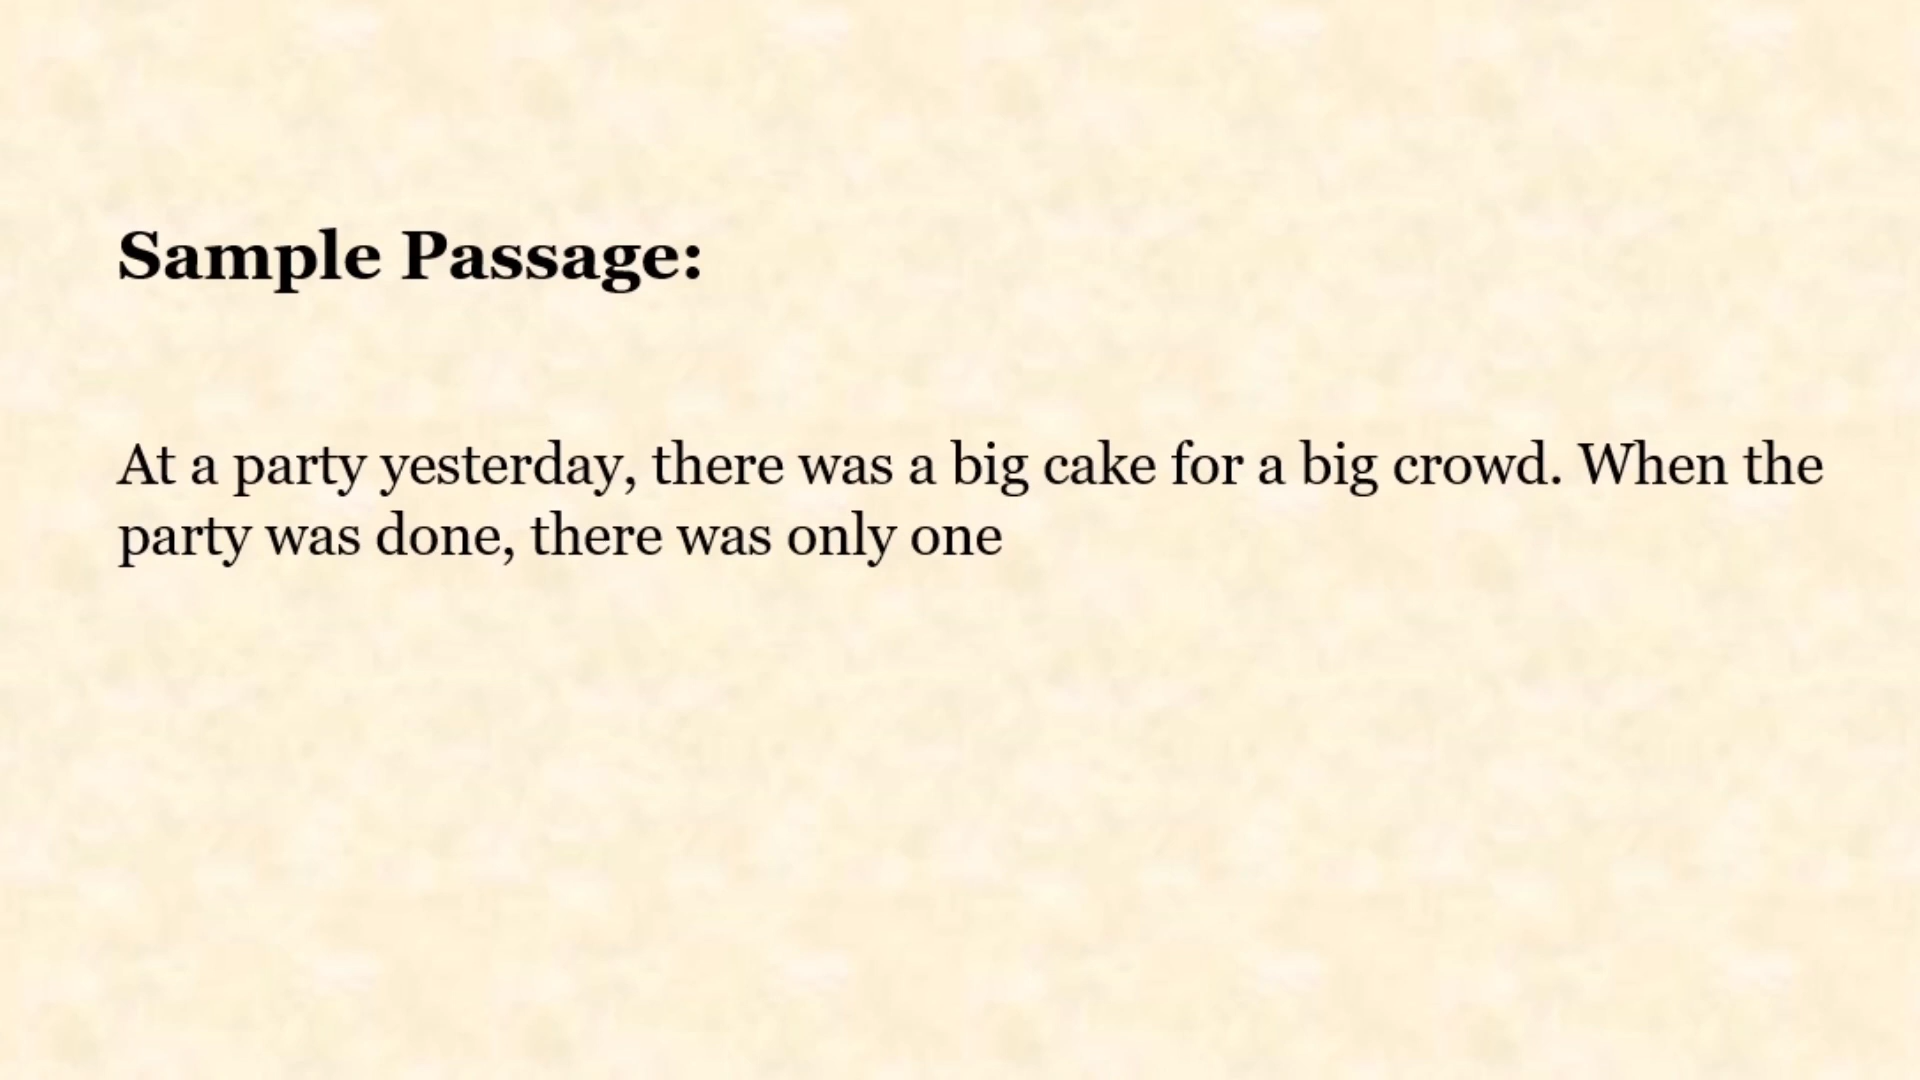 Sample Passage:
At a party yesterday, there was a big cake for a big crowd. When the
party was done, there was only one